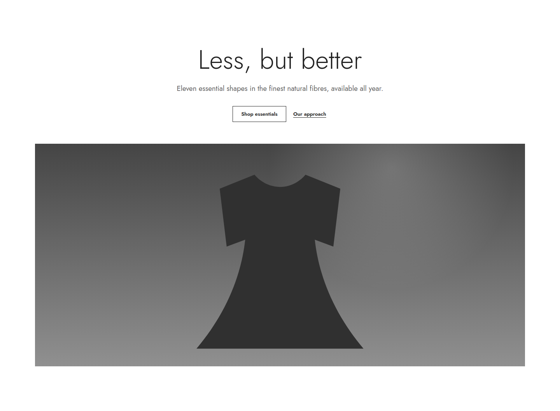 Less, but better
Eleven essential shapes in the finest natural fibres, available all year.
Shop essentials
Our approach